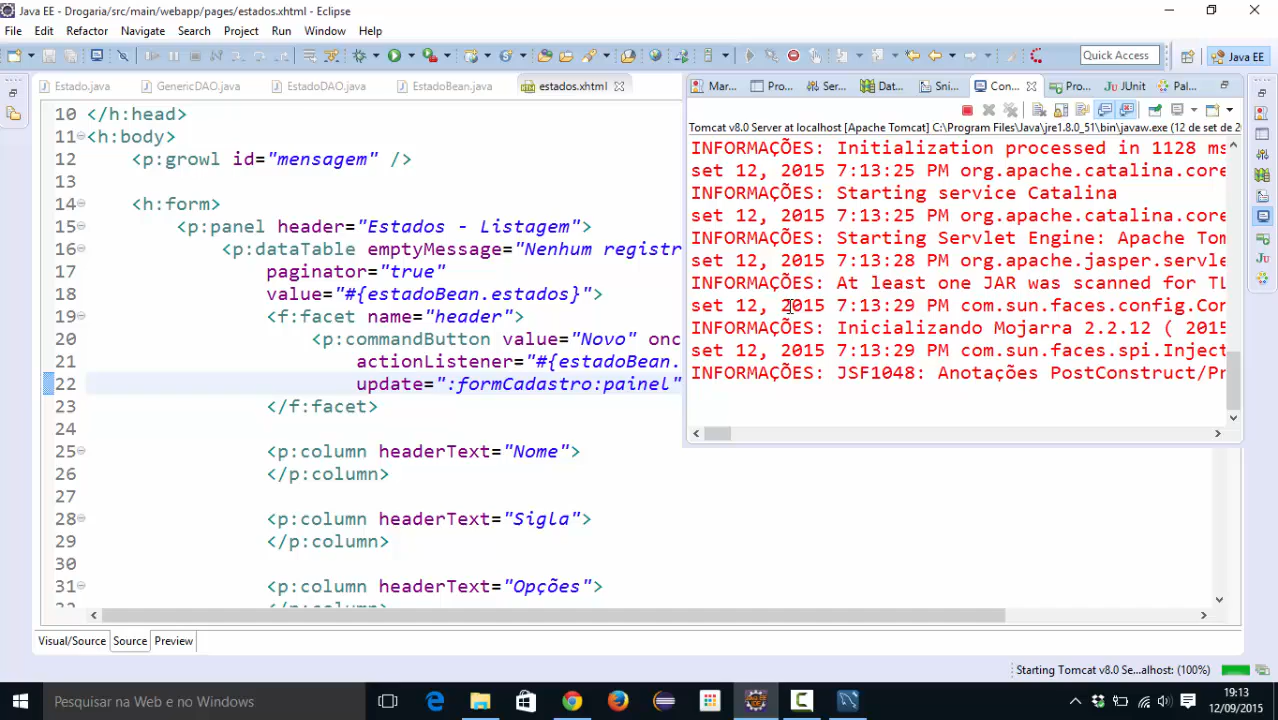 Java EE - Drogaria/src/main/webapp/pages/estados.xhtml - Eclipse
File Edit Refactor Navigate Search Project Run Window Help
Quick Access Java EE
Estado.java GenericDAO.java EstadoDAO.java EstadoBean.java estados.xhtml
Mar... Pro... Ser... Dat... Sni... Con... Pro... JUnit Pal...
10 </h:head>
11 <h:body>
12 <p:growl id="mensagem" />
13
14 <h:form>
15 <p:panel header="Estados - Listagem">
16 <p:dataTable emptyMessage="Nenhum registr
17 paginator="true"
18 value="#{estadoBean.estados}">
19 <f:facet name="header">
20 <p:commandButton value="Novo" onc
21 actionListener="#{estadoBean.
22 update=":formCadastro:painel"
23 </f:facet>
24
25 <p:column headerText="Nome">
26 </p:column>
27
28 <p:column headerText="Sigla">
29 </p:column>
30
31 <p:column headerText="Opções">
Tomcat v8.0 Server at localhost [Apache Tomcat] C:\Program Files\Java\jre1.8.0_51\bin\javaw.exe (12 de set de 20
INFORMAÇÕES: Initialization processed in 1128 ms
set 12, 2015 7:13:25 PM org.apache.catalina.core
INFORMAÇÕES: Starting service Catalina
set 12, 2015 7:13:25 PM org.apache.catalina.core
INFORMAÇÕES: Starting Servlet Engine: Apache Tom
set 12, 2015 7:13:28 PM org.apache.jasper.servle
INFORMAÇÕES: At least one JAR was scanned for TL
set 12, 2015 7:13:29 PM com.sun.faces.config.Con
INFORMAÇÕES: Inicializando Mojarra 2.2.12 ( 2015
set 12, 2015 7:13:29 PM com.sun.faces.spi.Inject
INFORMAÇÕES: JSF1048: Anotações PostConstruct/Pr
Visual/Source Source Preview
Starting Tomcat v8.0 Se...alhost: (100%)
Pesquisar na Web e no Windows
19:13
12/09/2015